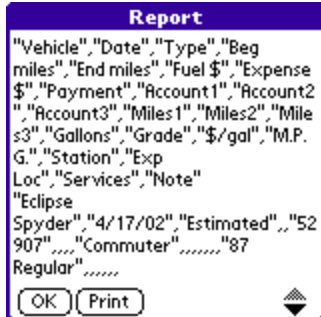 Report
"Vehicle","Date","Type","Beg
miles","End miles","Fuel $","Expense
$","Payment","Account1","Account2
","Account3","Miles1","Miles2","Mile
s3","Gallons","Grade","$/gal","M.P.
G.","Station","Exp
Loc","Services","Note"
"Eclipse
Spyder","4/17/02","Estimated",,"52
907",,,,"Commuter",,,,,,,"87
Regular",,,,,,
OK Print